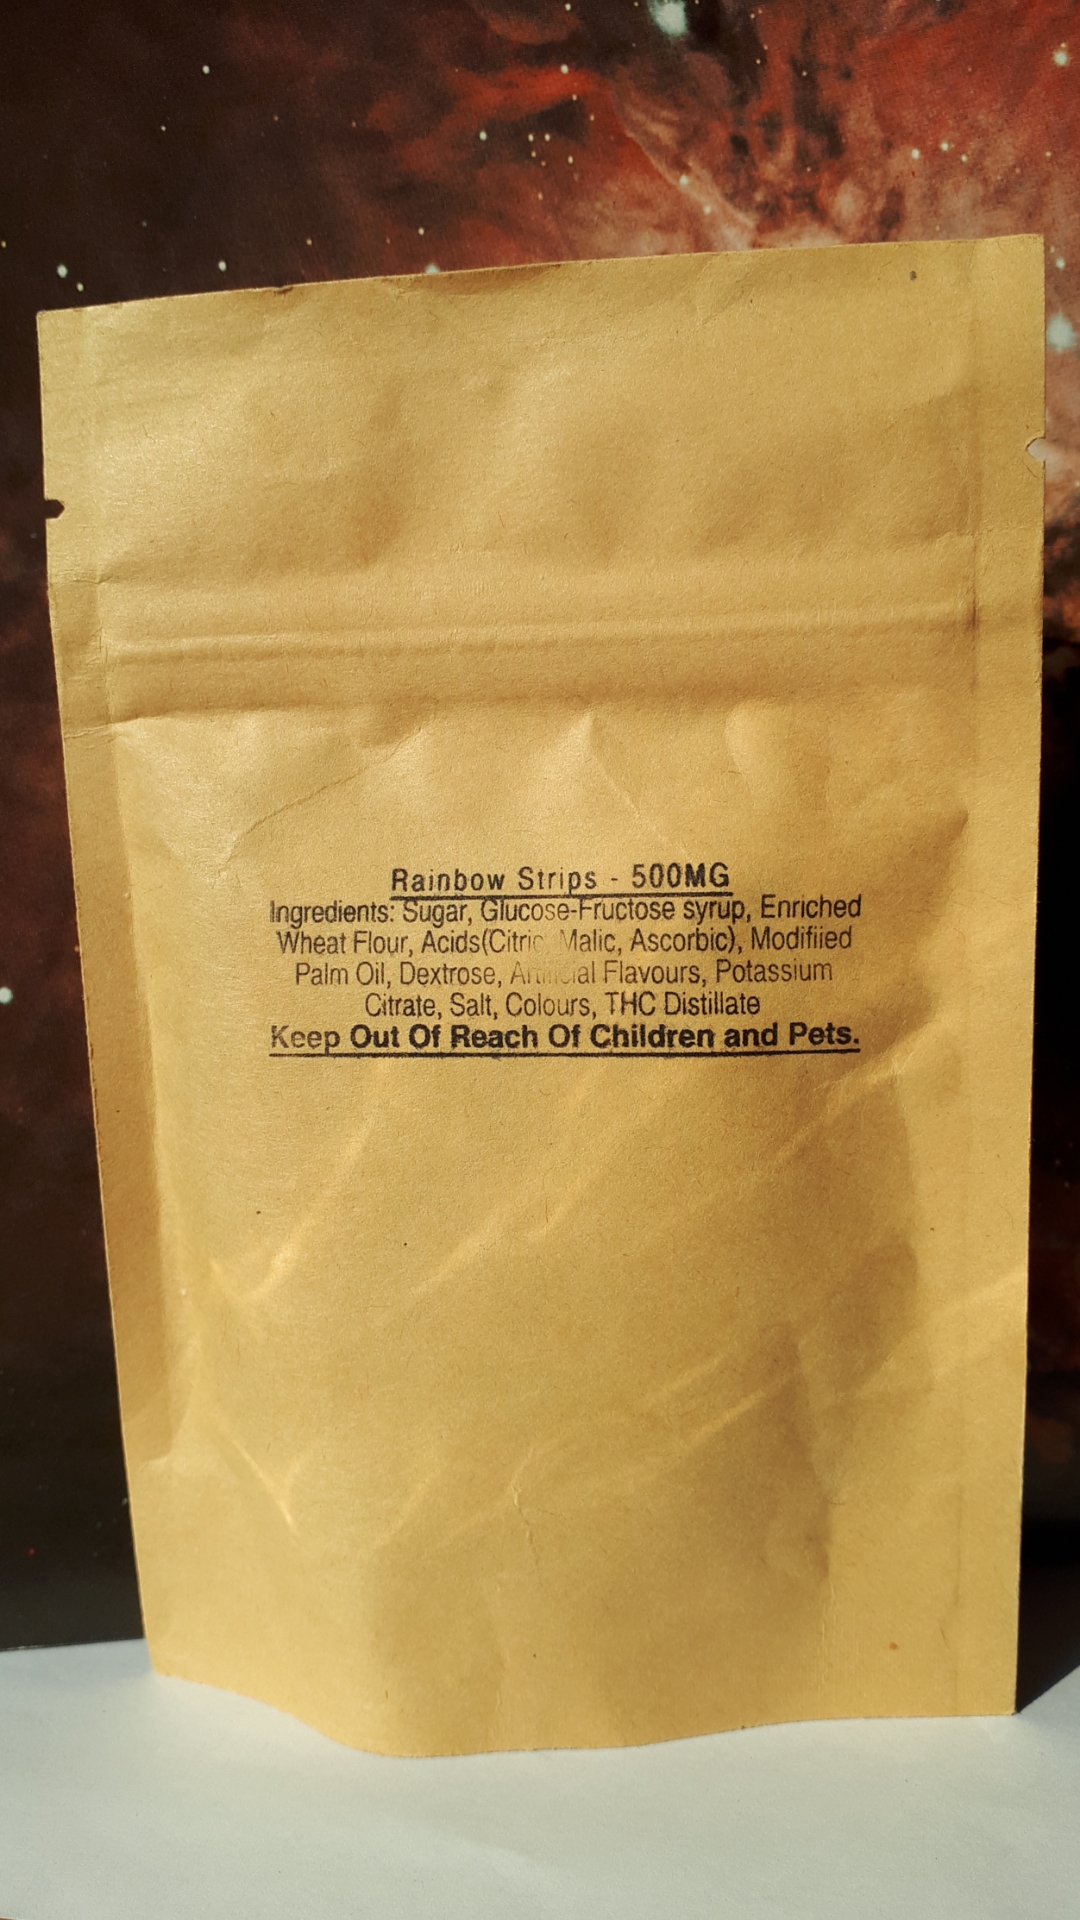 Rainbow Strips - 500MG
Ingredients: Sugar, Glucose-Fructose syrup, Enriched
Wheat Flour, Acids(Citric Malic, Ascorbic), Modifiied
Palm Oil, Dextrose, Artificial Flavours, Potassium
Citrate, Salt, Colours, THC Distillate
Keep Out Of Reach Of Children and Pets.